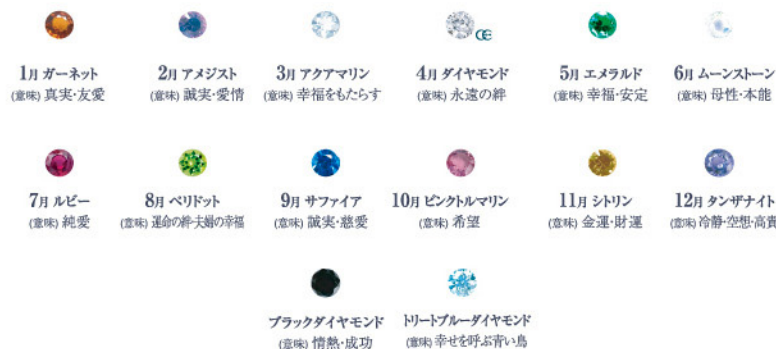 CE
1月 ガーネット
(意味) 真実・友愛
2月 アメジスト
(意味) 誠実・愛情
3月 アクアマリン
(意味) 幸福をもたらす
4月 ダイヤモンド
(意味) 永遠の絆
5月 エメラルド
(意味) 幸福・安定
6月 ムーンストーン
(意味) 母性・本能
7月 ルビー
(意味) 純愛
8月 ペリドット
(意味) 運命の絆・夫婦の幸福
9月 サファイア
(意味) 誠実・慈愛
10月 ピンクトルマリン
(意味) 希望
11月 シトリン
(意味) 金運・財運
12月 タンザナイト
(意味) 冷静・空想・高貴
ブラックダイヤモンド
(意味) 情熱・成功
トリートブルーダイヤモンド
(意味) 幸せを呼ぶ青い鳥